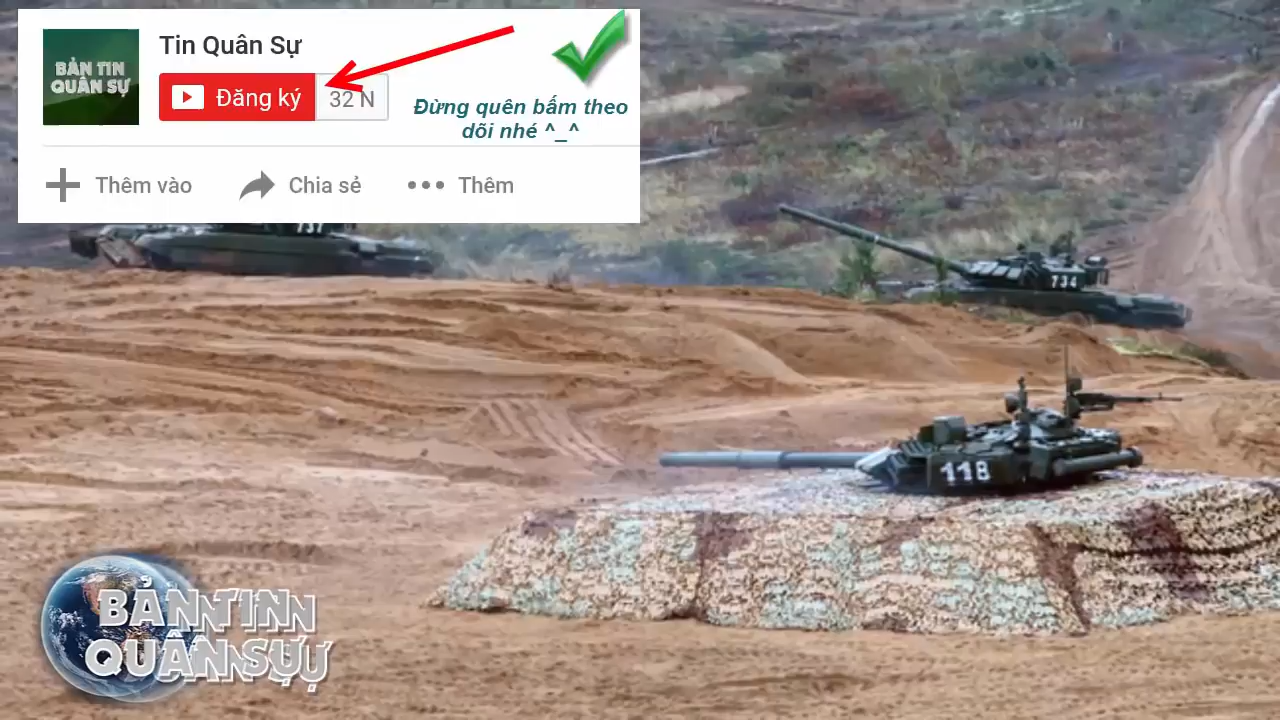 BẢN TIN
QUÂN SỰ
Tin Quân Sự
Đăng ký
32 N
Đừng quên bấm theo
dõi nhé ^_^
Thêm vào
Chia sẻ
Thêm
737
734
118
BẢN TIN
QUÂN SỰ